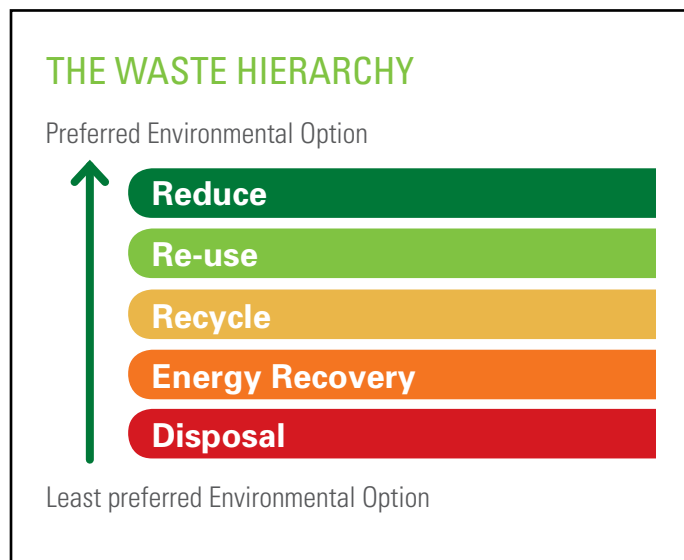 THE WASTE HIERARCHY
Preferred Environmental Option
Reduce
Re-use
Recycle
Energy Recovery
Disposal
Least preferred Environmental Option